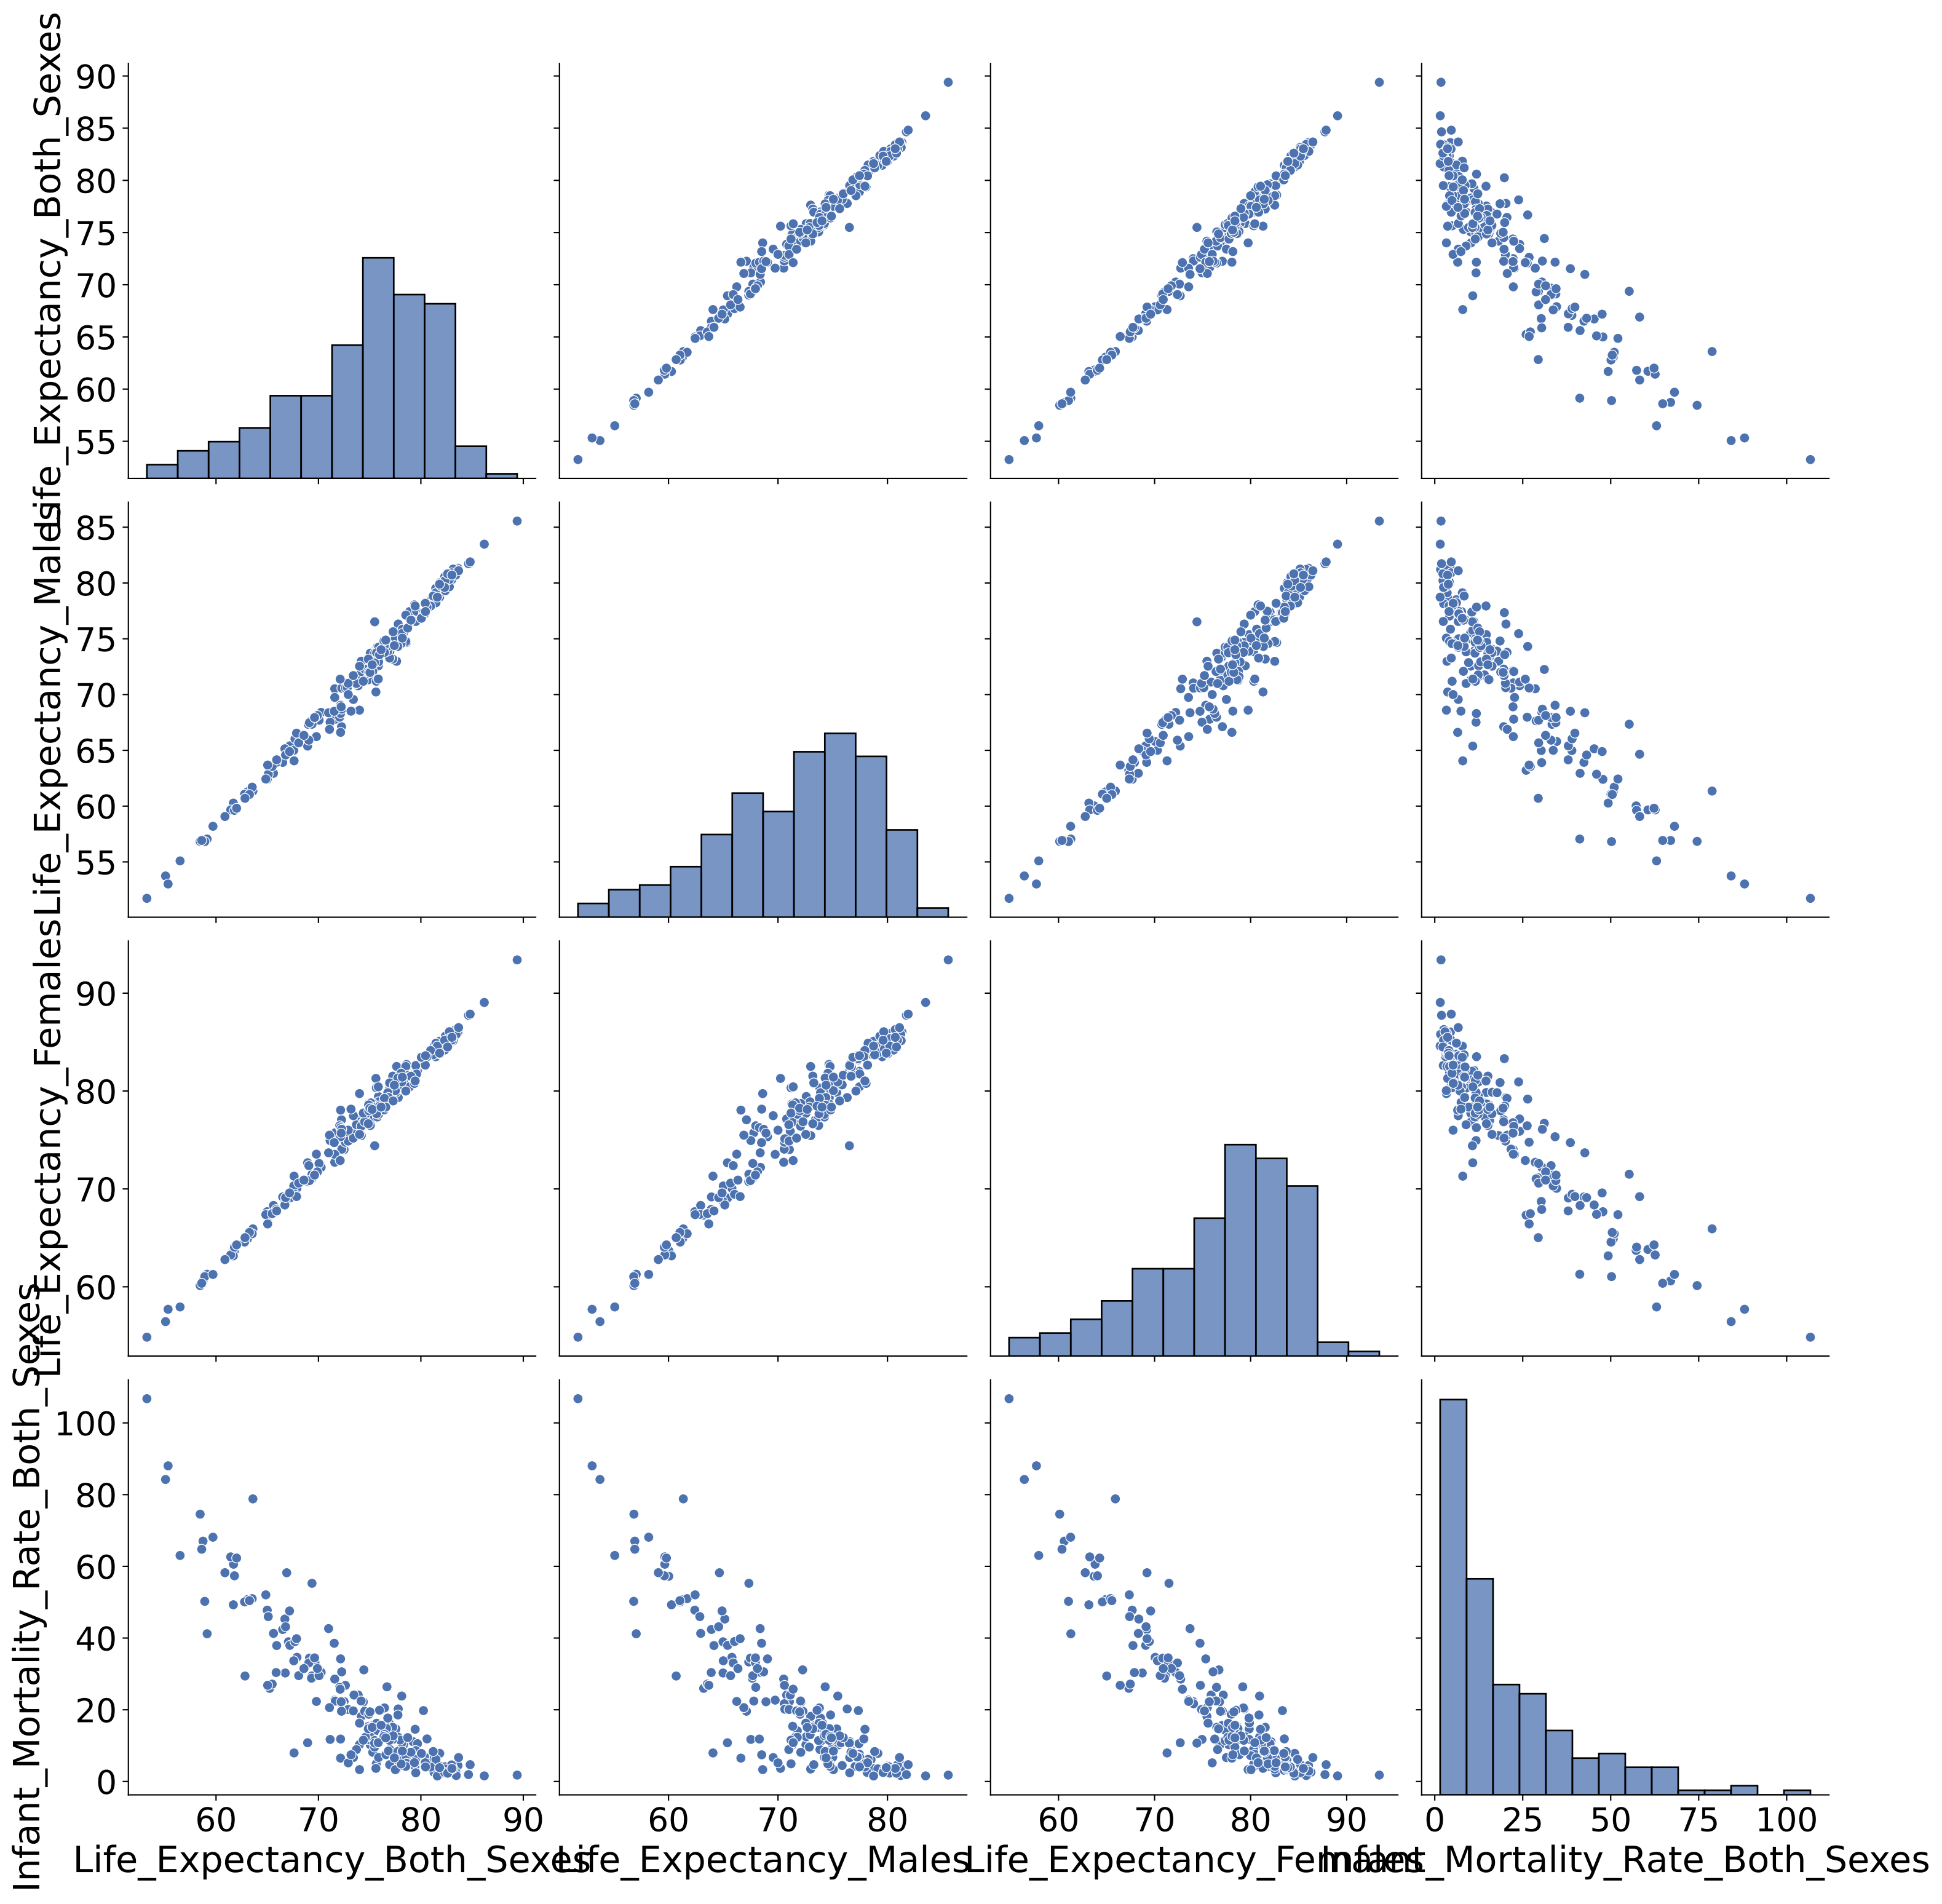 Life_Expectancy_Both_Sexes
90
85
80
75
70
65
60
55
Life_Expectancy_Males
85
80
75
70
65
60
55
Life_Expectancy_Females
90
80
70
60
Infant_Mortality_Rate_Both_Sexes
100
80
60
40
20
0
60 70 80 90
60 70 80
60 70 80 90
0 25 50 75 100
Life_Expectancy_Both_Sexes
Life_Expectancy_Males
Life_Expectancy_Females
Infant_Mortality_Rate_Both_Sexes